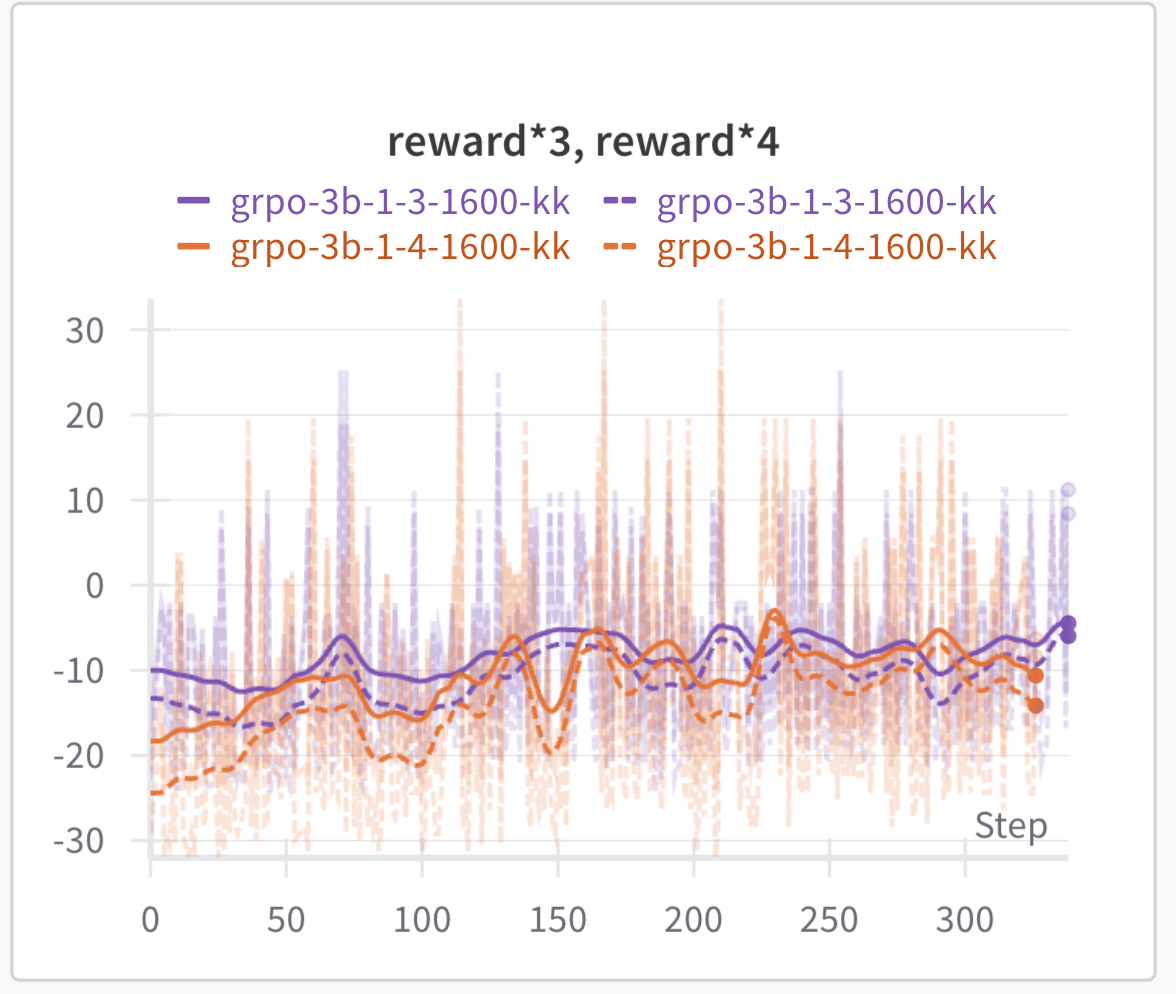 reward*3, reward*4
grpo-3b-1-3-1600-kk grpo-3b-1-3-1600-kk
grpo-3b-1-4-1600-kk grpo-3b-1-4-1600-kk
30
20
10
0
-10
-20
-30
Step
0 50 100 150 200 250 300